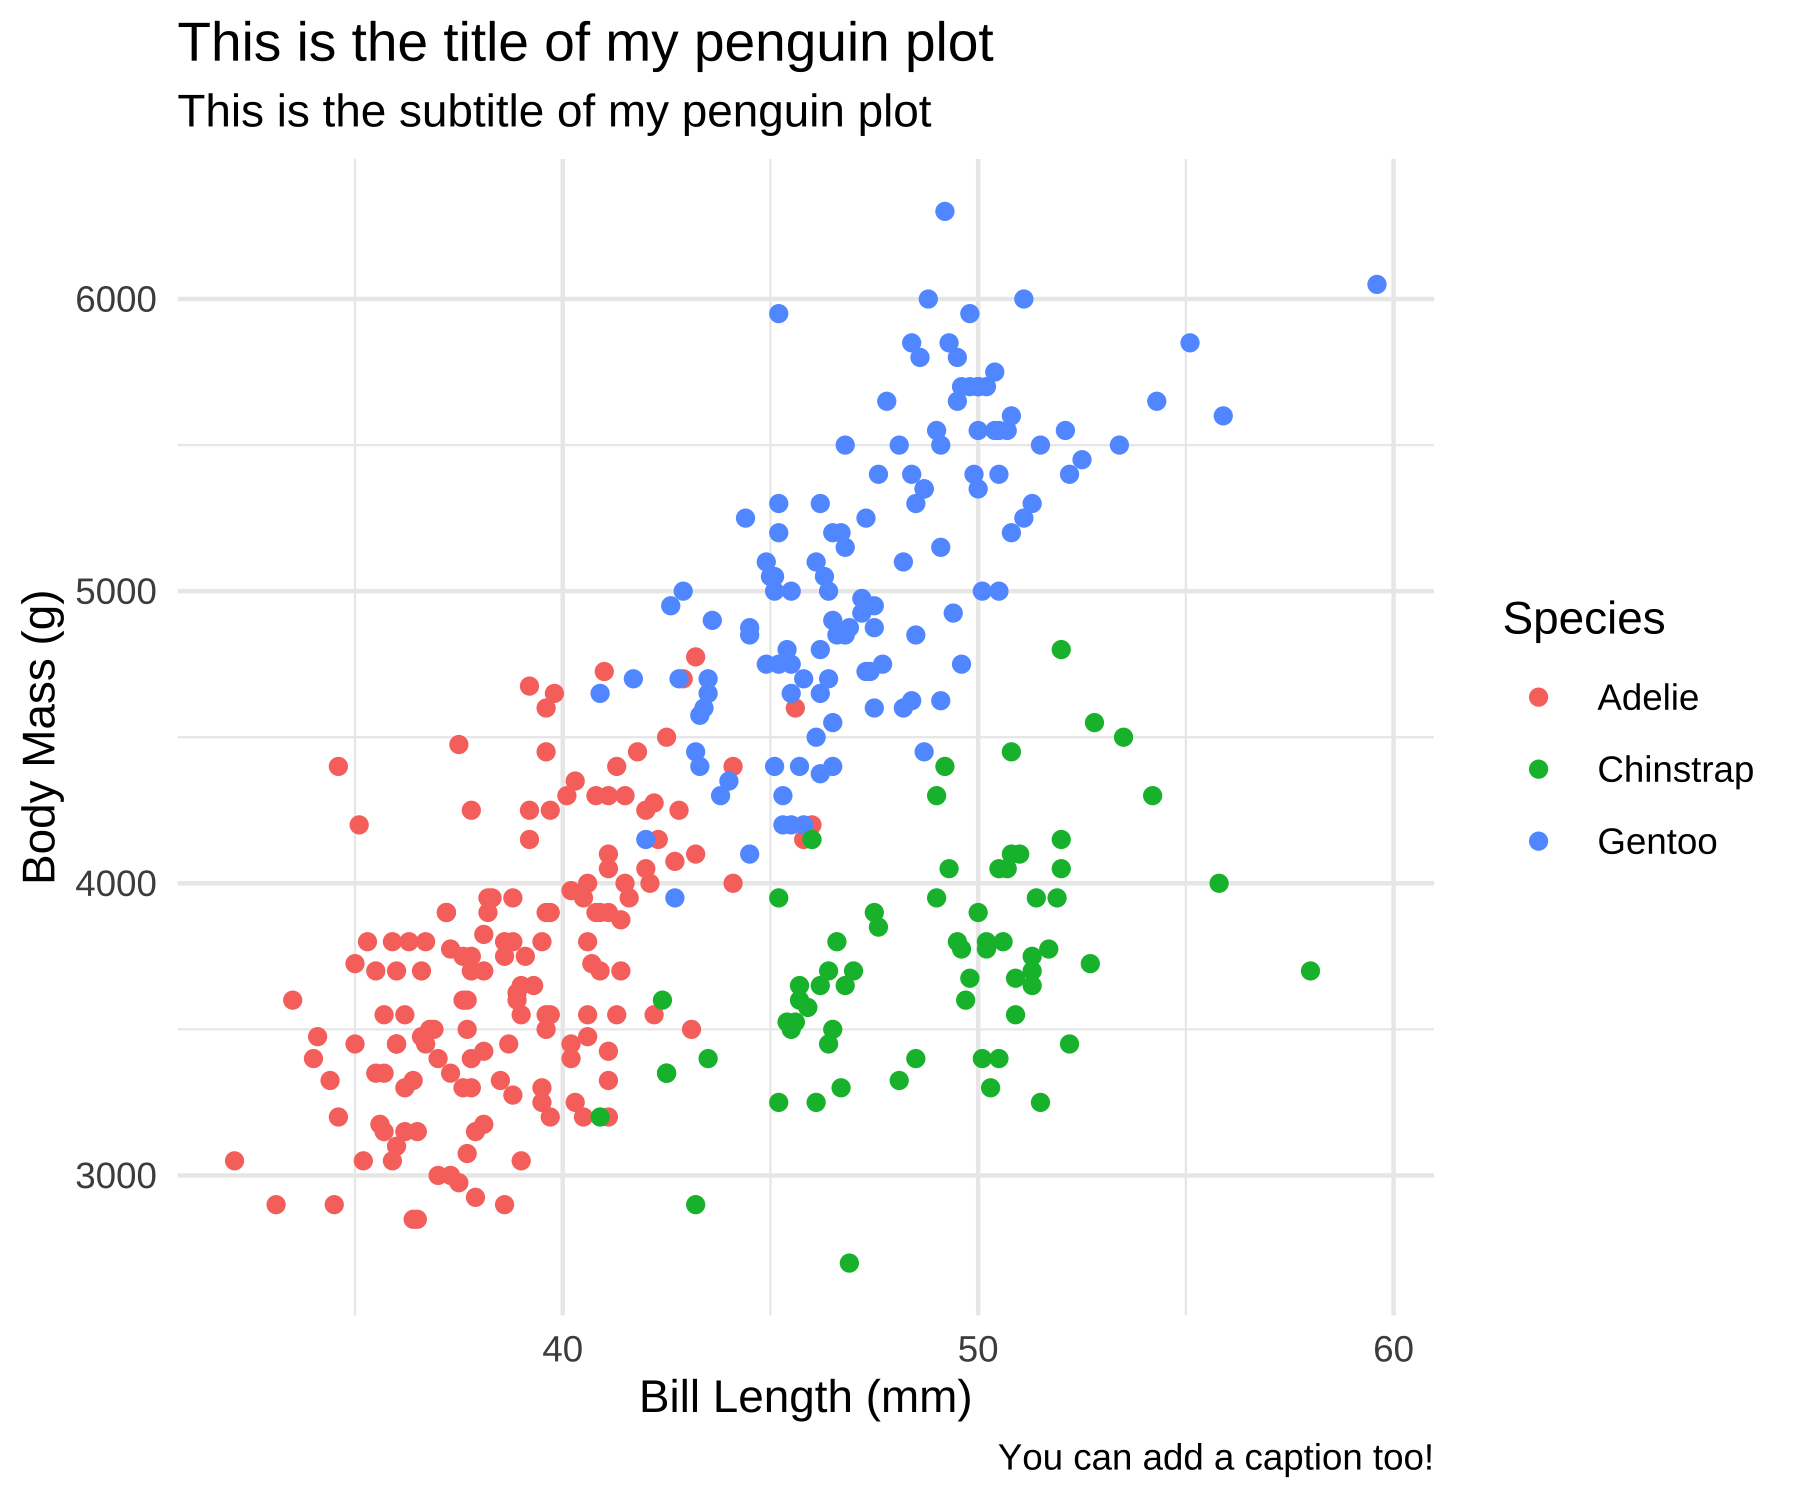 This is the title of my penguin plot
This is the subtitle of my penguin plot
6000
5000
4000
3000
Body Mass (g)
40 50 60
Bill Length (mm)
Species
Adelie
Chinstrap
Gentoo
You can add a caption too!